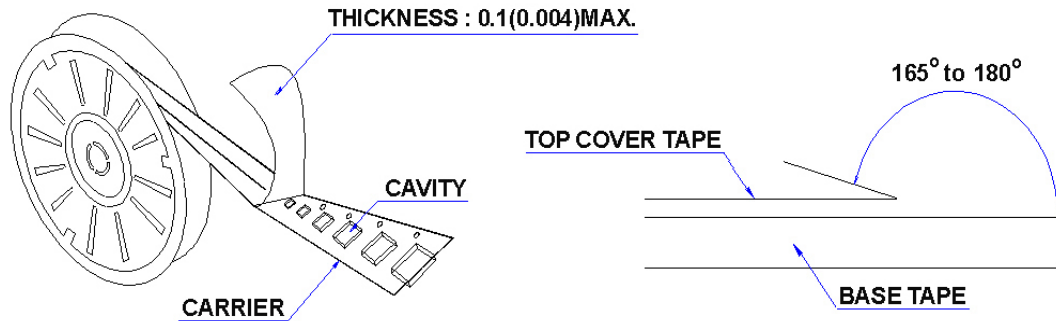 THICKNESS : 0.1(0.004)MAX.
CAVITY
CARRIER
165° to 180°
TOP COVER TAPE
BASE TAPE